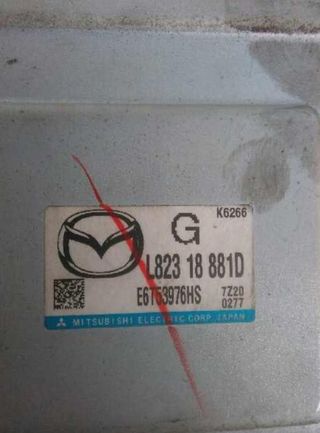 K6266
G
L823 18 881D
E6T53976HS 7Z20
0277
MITSUBISHI ELECTRIC CORP. JAPAN